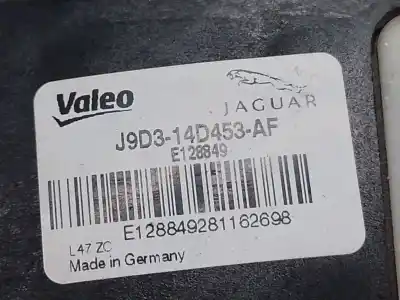 Valeo
JAGUAR
J9D3-14D453-AF
E128849
E128849281162698
L47 ZC
Made in Germany